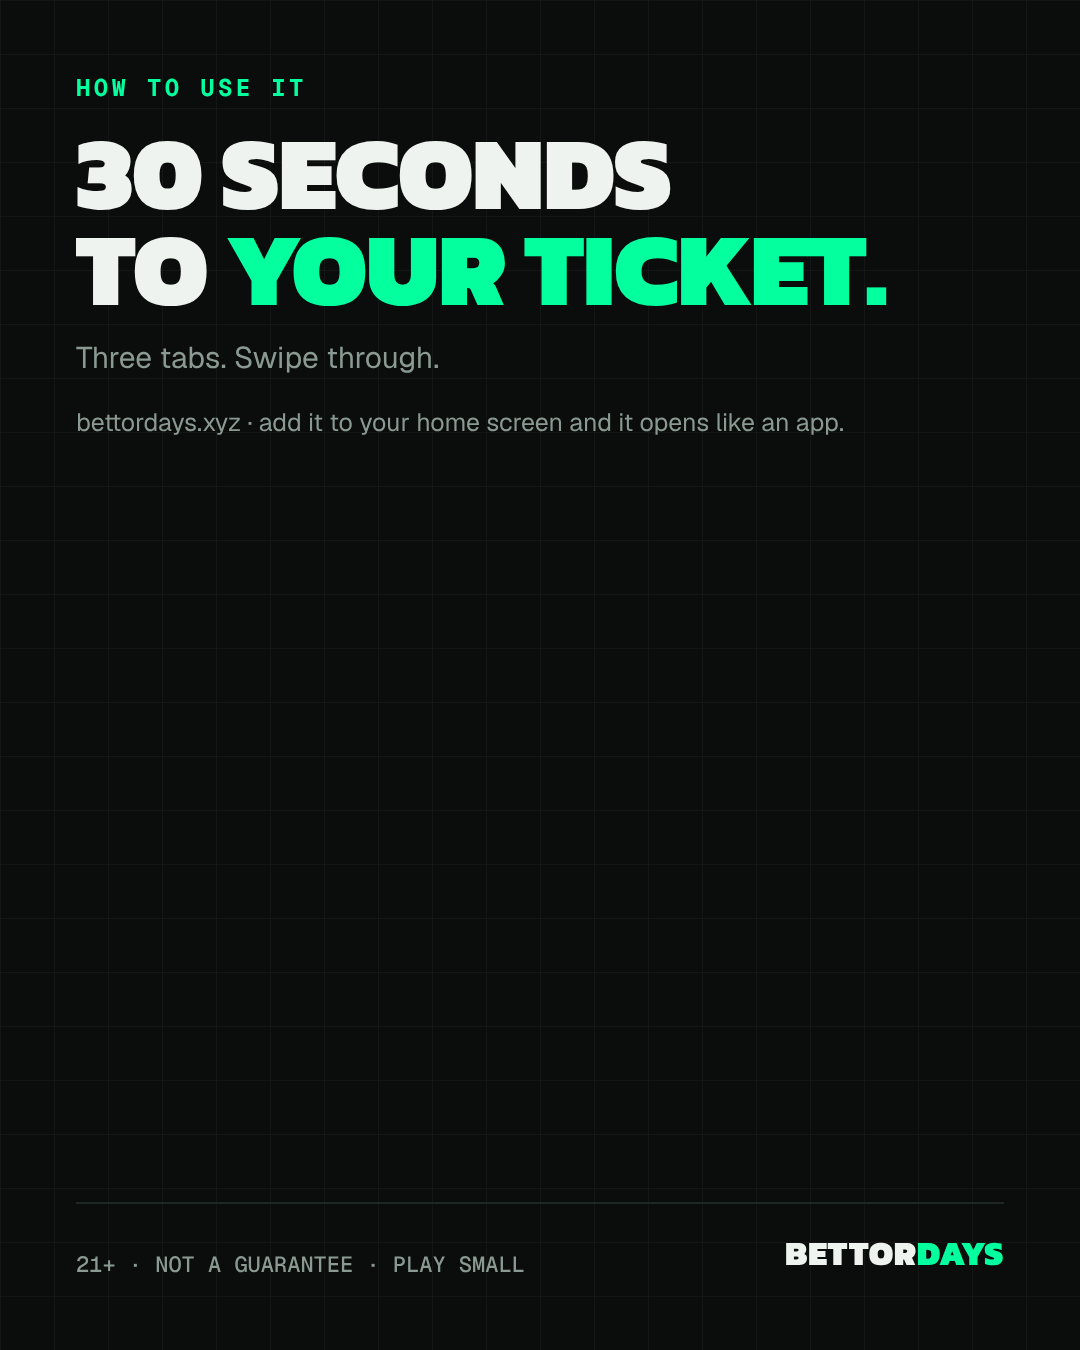 HOW TO USE IT
30 SECONDS
TO YOUR TICKET.
Three tabs. Swipe through.
bettordays.xyz · add it to your home screen and it opens like an app.
21+ · NOT A GUARANTEE · PLAY SMALL
BETTORDAYS